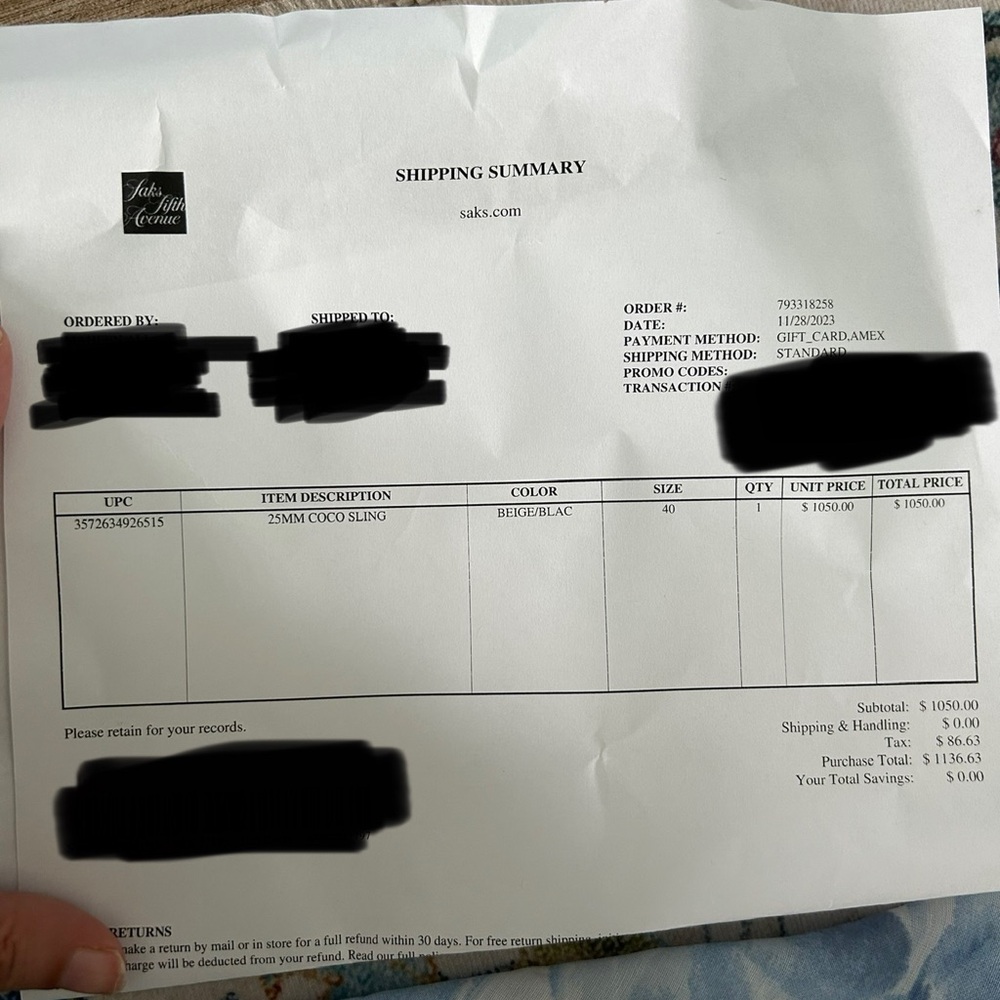 SHIPPING SUMMARY
saks.com
Saks
Fifth
Avenue
ORDERED BY:
SHIPPED TO:
ORDER #: 793318258
DATE: 11/28/2023
PAYMENT METHOD: GIFT_CARD,AMEX
SHIPPING METHOD: STANDARD
PROMO CODES:
TRANSACTION
UPC ITEM DESCRIPTION COLOR SIZE QTY UNIT PRICE TOTAL PRICE
3572634926515 25MM COCO SLING BEIGE/BLAC 40 1 $ 1050.00 $ 1050.00
Please retain for your records.
Subtotal: $ 1050.00
Shipping & Handling: $ 0.00
Tax: $ 86.63
Purchase Total: $ 1136.63
Your Total Savings: $ 0.00
RETURNS
make a return by mail or in store for a full refund within 30 days. For free return shipping
harge will be deducted from your refund. Read our full